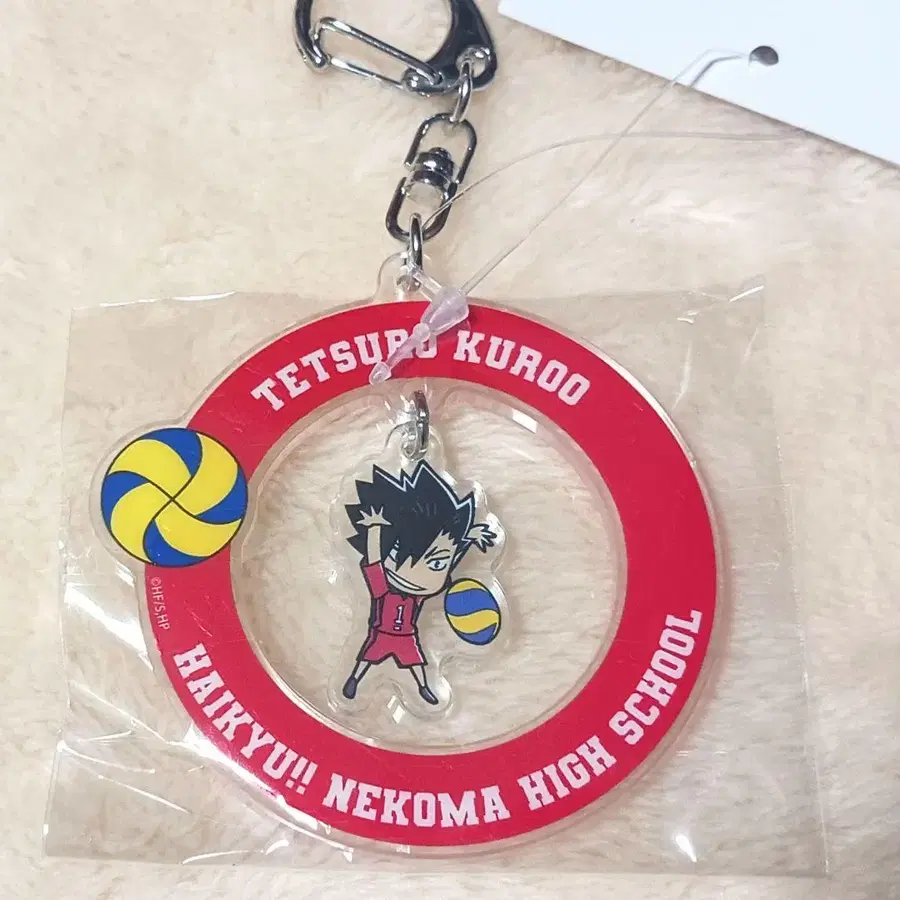 TETSURO KUROO
1
©HF/S,HP
HAIKYU!! NEKOMA HIGH SCHOOL